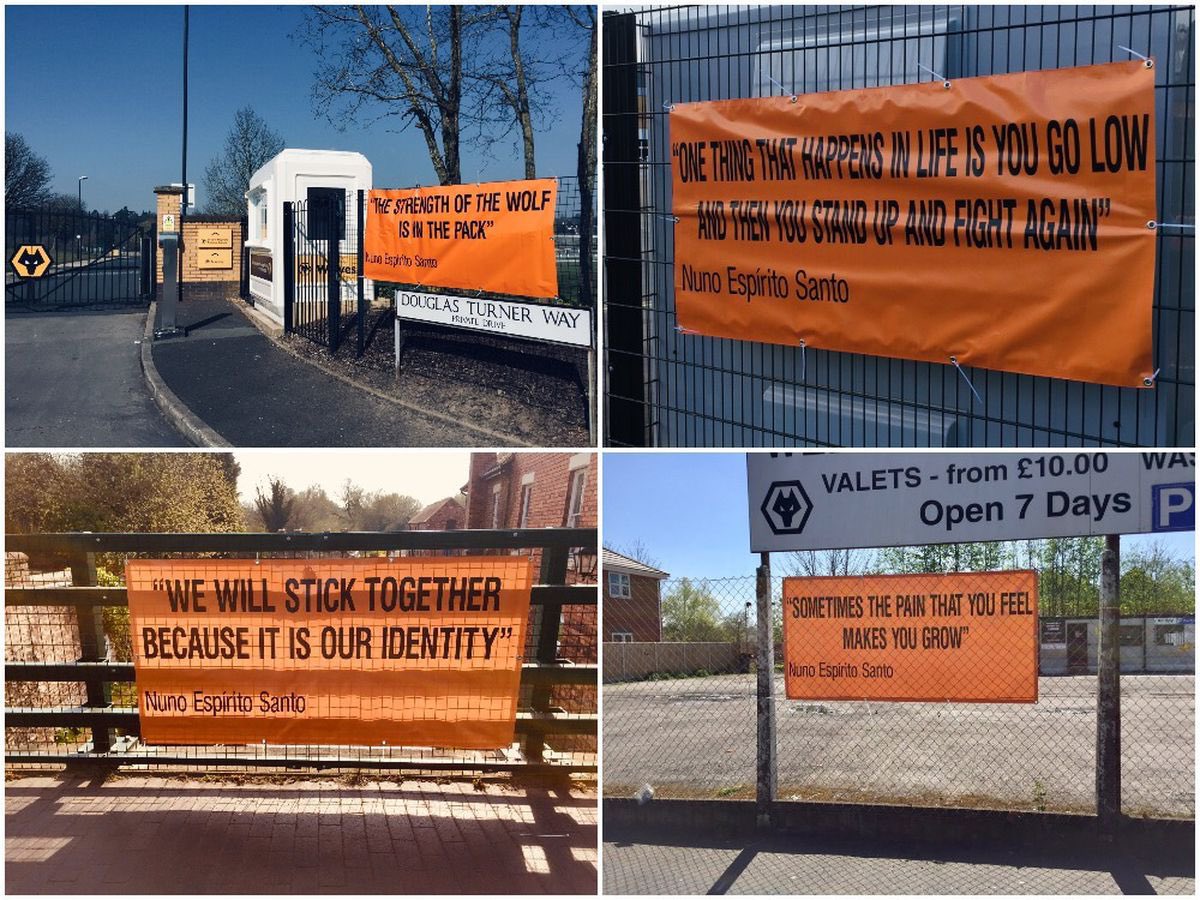 "THE STRENGTH OF THE WOLF
IS IN THE PACK"
Nuno Espírito Santo
Wolves
DOUGLAS TURNER WAY
PRIVATE DRIVE
"ONE THING THAT HAPPENS IN LIFE IS YOU GO LOW
AND THEN YOU STAND UP AND FIGHT AGAIN"
Nuno Espírito Santo
"WE WILL STICK TOGETHER
BECAUSE IT IS OUR IDENTITY"
Nuno Espírito Santo
VALETS - from £10.00
Open 7 Days
P
"SOMETIMES THE PAIN THAT YOU FEEL
MAKES YOU GROW"
Nuno Espírito Santo